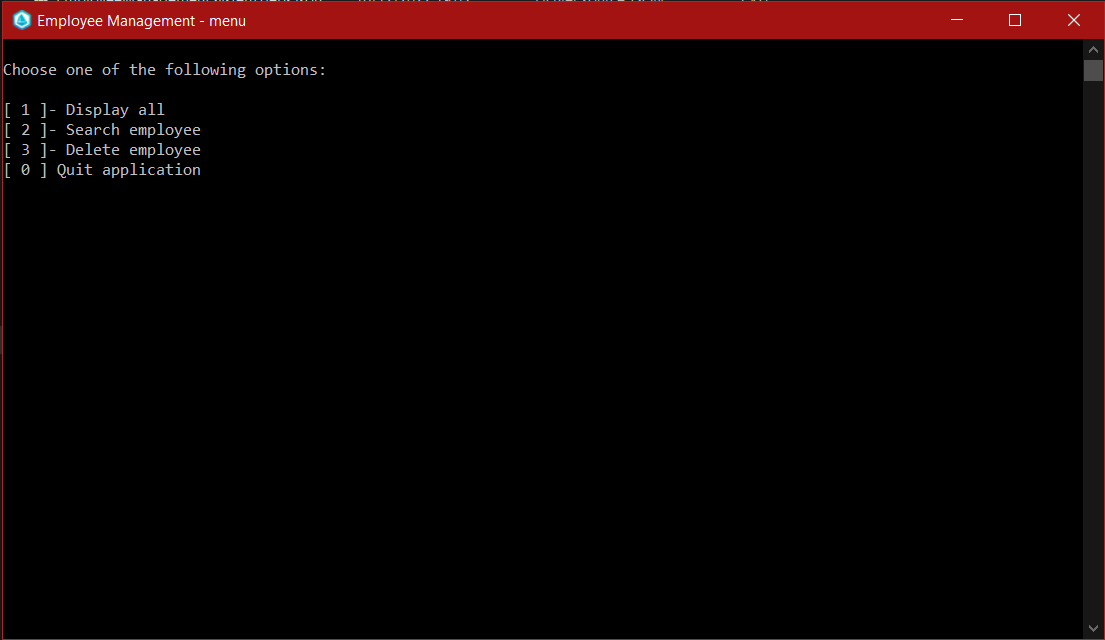 Employee Management - menu
Choose one of the following options:
[ 1 ]- Display all
[ 2 ]- Search employee
[ 3 ]- Delete employee
[ 0 ] Quit application